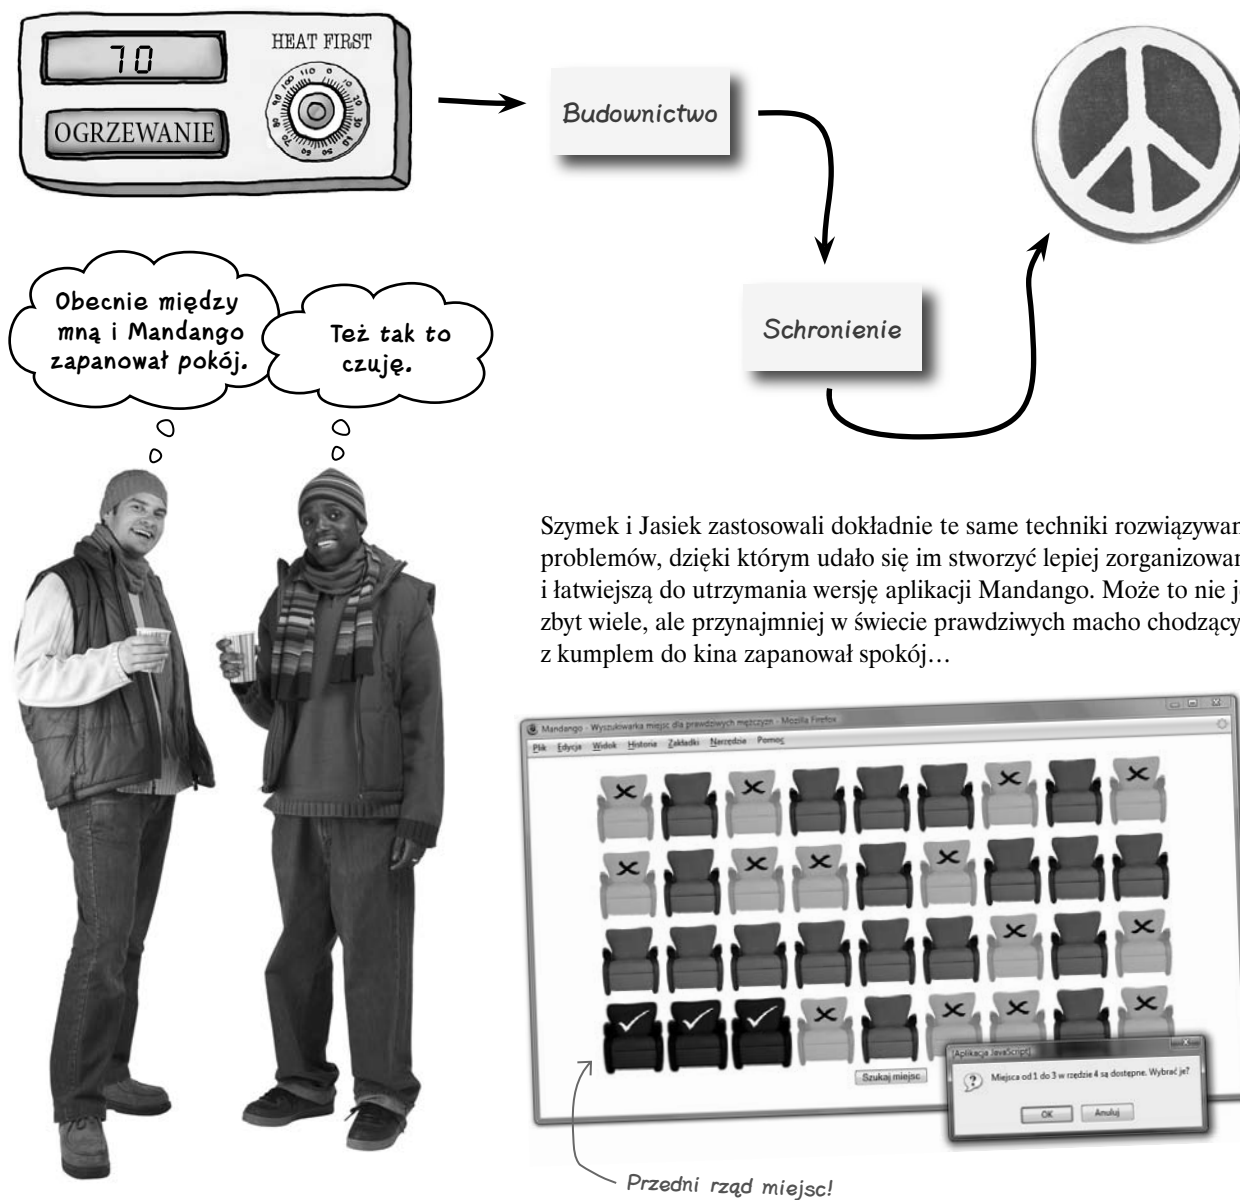 70
HEAT FIRST
OGRZEWANIE
Budownictwo
Schronienie
Obecnie między
mną i Mandango
zapanował pokój.
Też tak to
czuję.
Szymek i Jasiek zastosowali dokładnie te same techniki rozwiązywan
problemów, dzięki którym udało się im stworzyć lepiej zorganizowan
i łatwiejszą do utrzymania wersję aplikacji Mandango. Może to nie j
zbyt wiele, ale przynajmniej w świecie prawdziwych macho chodzący
z kumplem do kina zapanował spokój…
Mandango - Wyszukiwarka miejsc dla prawdziwych mężczyzn - Mozilla Firefox
Plik Edycja Widok Historia Zakładki Narzędzia Pomoc
Szukaj miejsc
[Aplikacja JavaScript]
Miejsca od 1 do 3 w rzędzie 4 są dostępne. Wybrać je?
OK Anuluj
Przedni rząd miejsc!